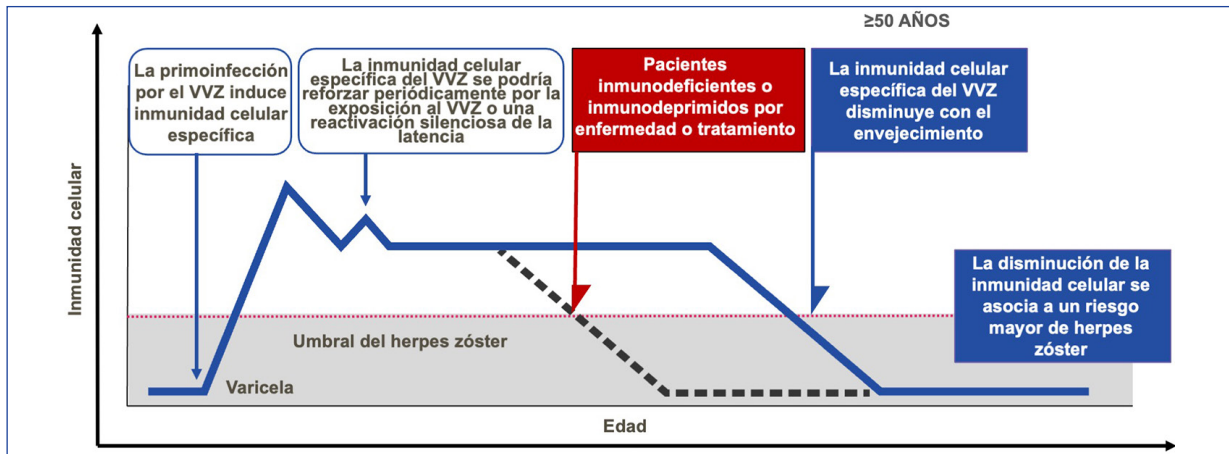 ≥50 AÑOS
La primoinfección
por el VVZ induce
inmunidad celular
específica
La inmunidad celular
específica del VVZ se podría
reforzar periódicamente por la
exposición al VVZ o una
reactivación silenciosa de la
latencia
Pacientes
inmunodeficientes o
inmunodeprimidos por
enfermedad o tratamiento
La inmunidad celular
específica del VVZ
disminuye con el
envejecimiento
Inmunidad celular
La disminución de la
inmunidad celular se
asocia a un riesgo
mayor de herpes
zóster
Umbral del herpes zóster
Varicela
Edad